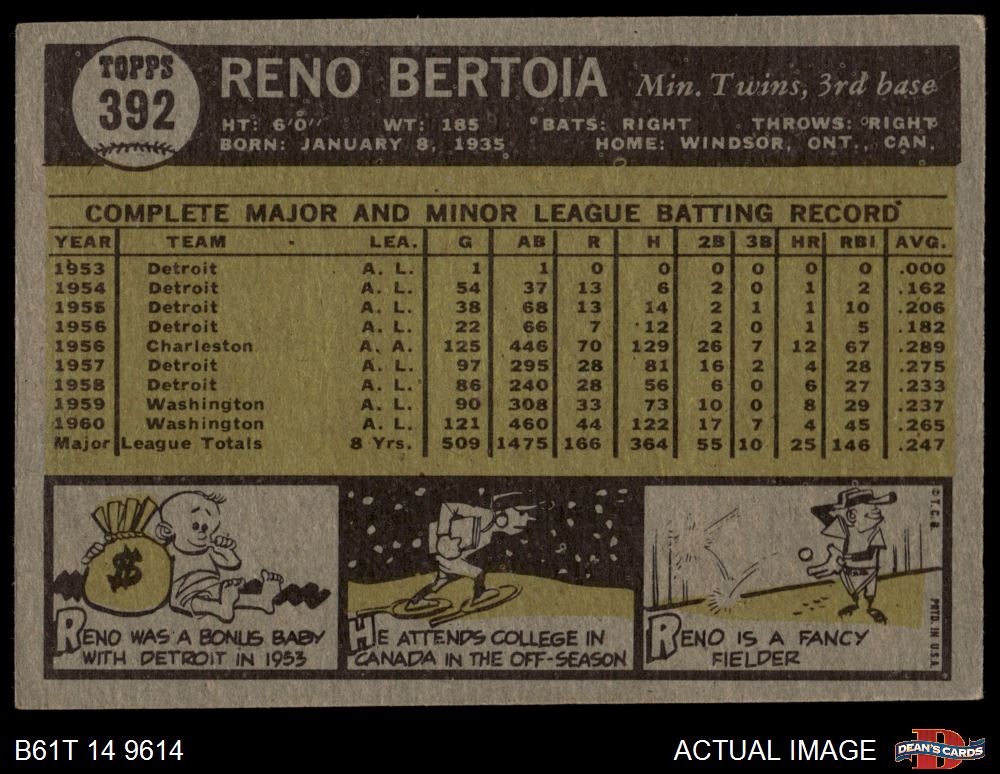 TOPPS
392
RENO BERTOIA Min. Twins, 3rd base
HT: 6'0" WT: 185 BATS: RIGHT THROWS: RIGHT
BORN: JANUARY 8, 1935 HOME: WINDSOR, ONT., CAN.
COMPLETE MAJOR AND MINOR LEAGUE BATTING RECORD
YEAR TEAM LEA. G AB R H 2B 3B HR RBI AVG.
1953 Detroit A. L. 1 1 0 0 0 0 0 0 .000
1954 Detroit A. L. 54 37 13 6 2 0 1 2 .162
1955 Detroit A. L. 38 68 13 14 2 1 1 10 .206
1956 Detroit A. L. 22 66 7 12 2 0 1 5 .182
1956 Charleston A. A. 125 446 70 129 26 7 12 67 .289
1957 Detroit A. L. 97 295 28 81 16 2 4 28 .275
1958 Detroit A. L. 86 240 28 56 6 0 6 27 .233
1959 Washington A. L. 90 308 33 73 10 0 8 29 .237
1960 Washington A. L. 121 460 44 122 17 7 4 45 .265
Major League Totals 8 Yrs. 509 1475 166 364 55 10 25 146 .247
$
RENO WAS A BONUS BABY
WITH DETROIT IN 1953
HE ATTENDS COLLEGE IN
CANADA IN THE OFF-SEASON
RENO IS A FANCY
FIELDER
© T.C.G.
PRTD. IN U.S.A.
B61T 14 9614
ACTUAL IMAGE
DEAN'S CARDS